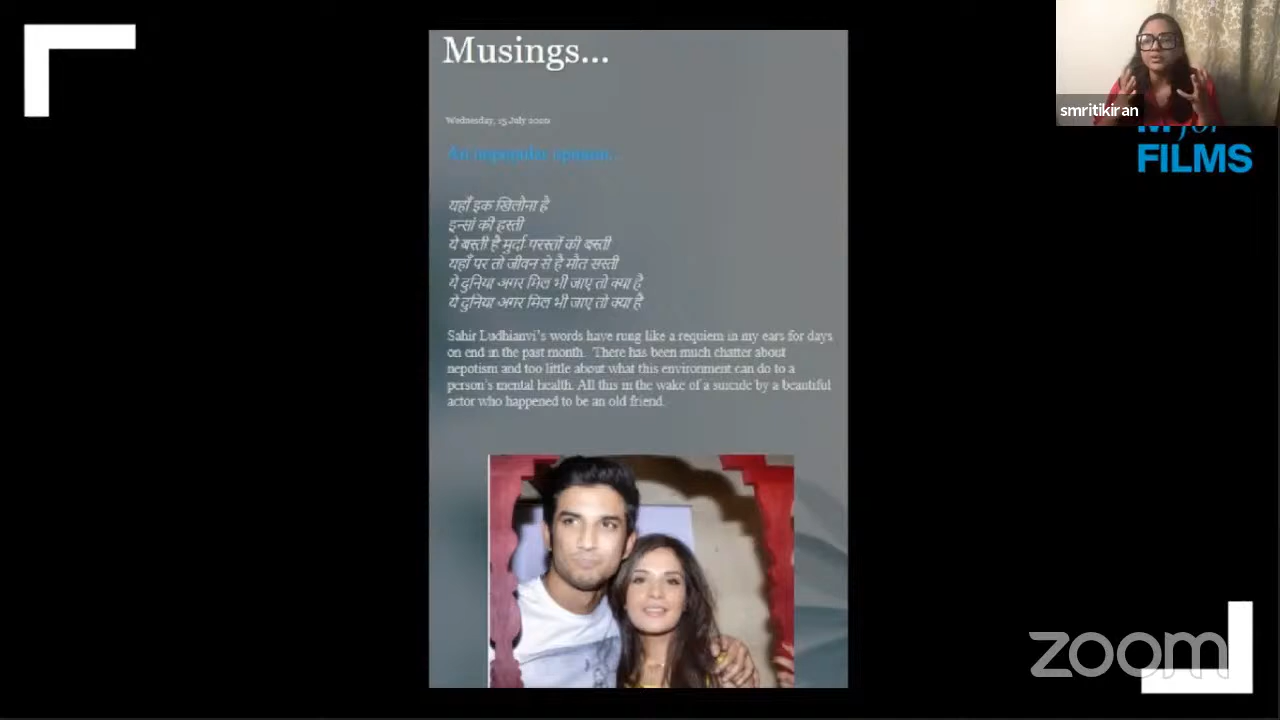 Musings...
smritikiran
M for
FILMS
Wednesday, 15 July 2020
An unpopular opinion...
यहाँ इक खिलोना है
इन्सां की हस्ती
ये बस्ती है मुर्दा-परस्तों की बस्ती
यहाँ पर तो जीवन से है मौत सस्ती
ये दुनिया अगर मिल भी जाए तो क्या है
ये दुनिया अगर मिल भी जाए तो क्या है
Sahir Ludhianvi's words have rung like a requiem in my ears for days
on end in the past month. There has been much chatter about
nepotism and too little about what this environment can do to a
person's mental health. All this in the wake of a suicide by a beautiful
actor who happened to be an old friend.
zoom